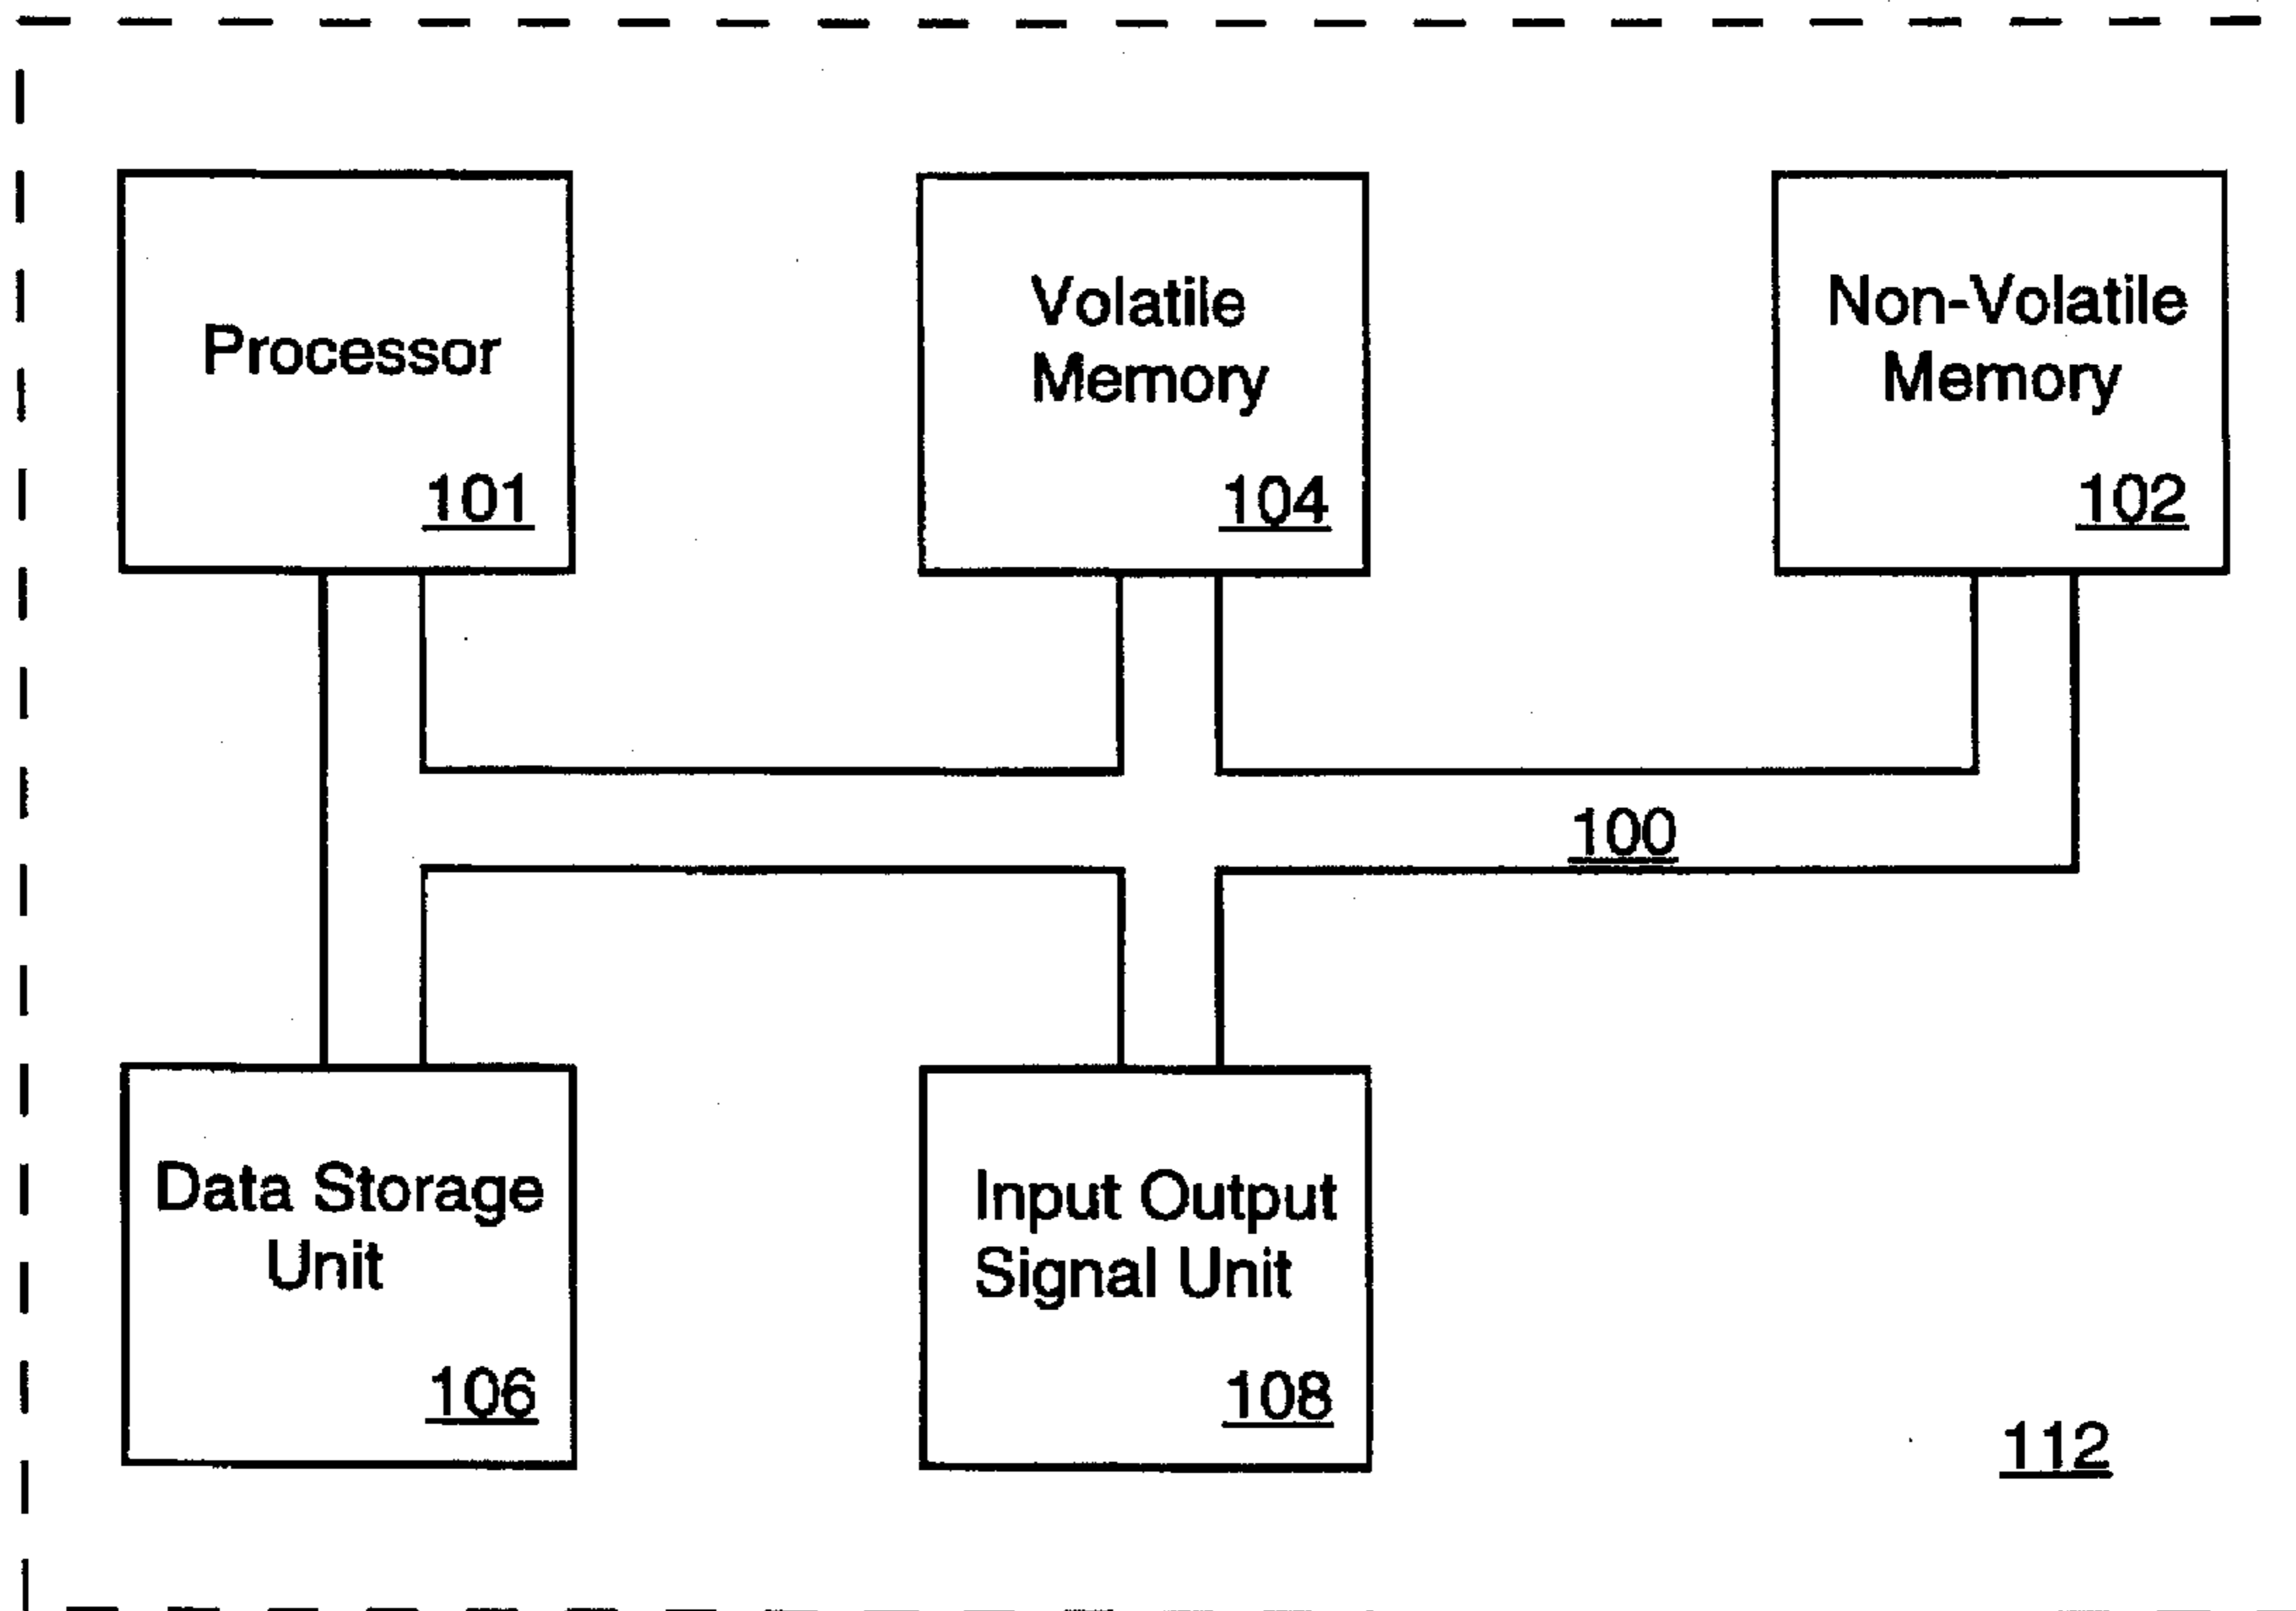 Processor
101
Volatile
Memory
104
Non-Volatile
Memory
102
100
Data Storage
Unit
106
Input Output
Signal Unit
108
112